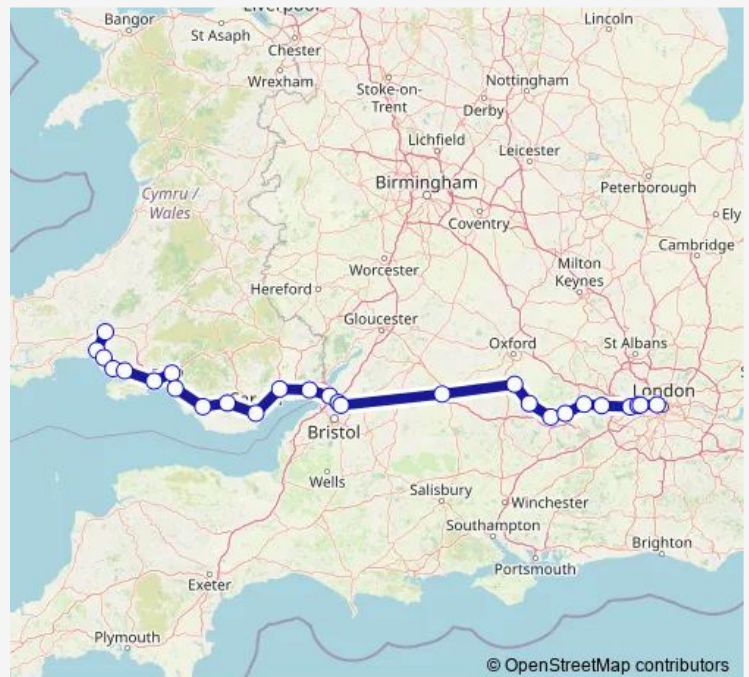 Bangor
Liverpool
Lincoln
St Asaph
Chester
Wrexham
Stoke-on-
Trent
Nottingham
Derby
Lichfield
Leicester
Birmingham
Peterborough
Coventry
Ely
Cymru /
Wales
Cambridge
Milton
Keynes
Worcester
Hereford
Gloucester
Oxford
St Albans
London
Bristol
Wells
Salisbury
Winchester
Southampton
Brighton
Portsmouth
Exeter
Plymouth
© OpenStreetMap contributors